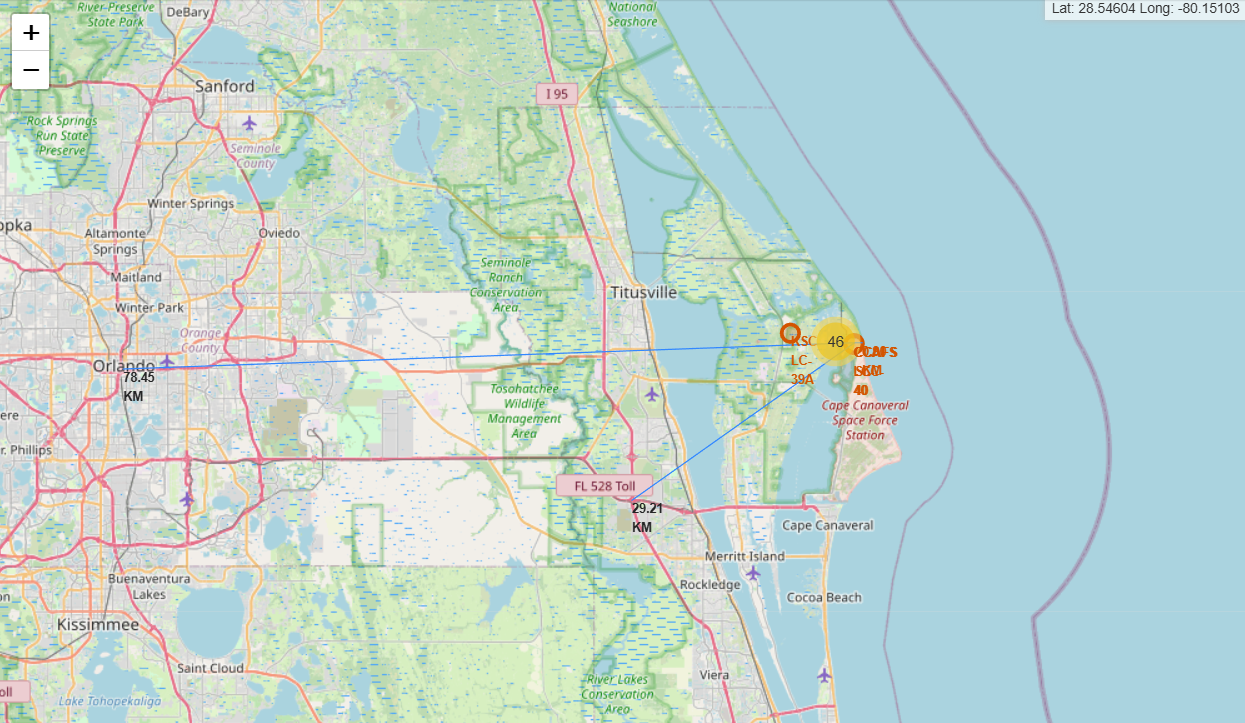 River-Preserve
State Park
DeBary
National
Seashore
Lat: 28.54604 Long: -80.15103
+
−
Sanford
I 95
Rock Springs
Run State
Preserve
Seminole
County
Winter Springs
opka
Altamonte
Springs
Oviedo
Maitland
Seminole
Ranch
Conservation
Area
Titusville
Winter Park
Orange
County
46
KSC
LC-
39A
Orlando
78.45
KM
40
Tosohatchee
Wildlife
Management
Area
Cape Canaveral
Space Force
Station
ere
r. Phillips
FL 528 Toll
29.21
KM
Cape Canaveral
Merritt Island
Buenaventura
Lakes
Rockledge
Cocoa Beach
on
Kissimmee
Saint Cloud
Viera
oll
Lake Tohopekaliga
River Lakes
Conservation
Area